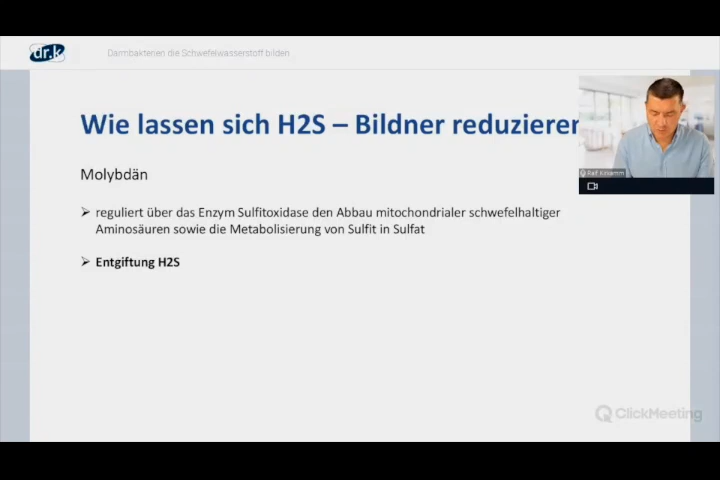 dr.k
Darmbakterien die Schwefelwasserstoff bilden
Wie lassen sich H2S – Bildner reduzieren
Molybdän
➢ reguliert über das Enzym Sulfitoxidase den Abbau mitochondrialer schwefelhaltiger
Aminosäuren sowie die Metabolisierung von Sulfit in Sulfat
➢ Entgiftung H2S
Ralf
ClickMeeting